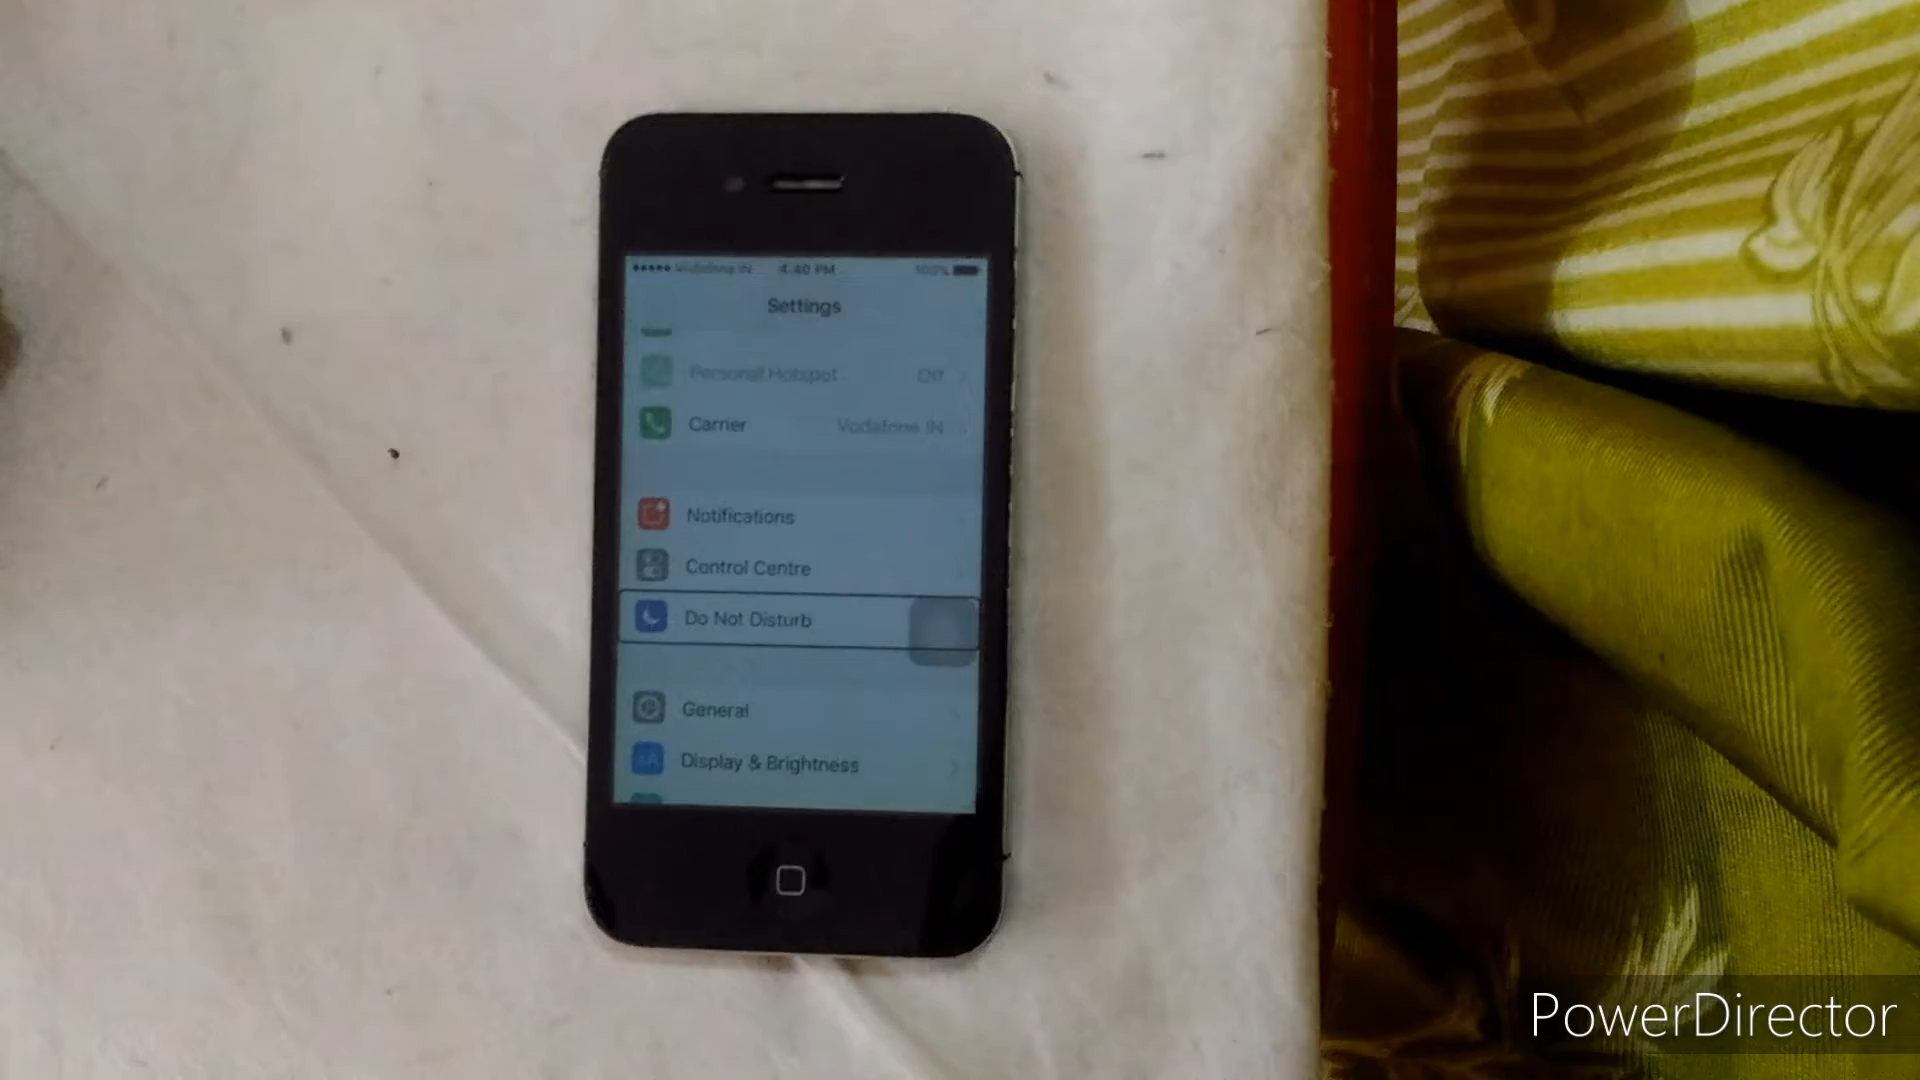 Vodafone IN 4:40 PM 100%
Settings
Personal Hotspot Off
Carrier Vodafone IN
Notifications
Control Centre
Do Not Disturb
General
AA Display & Brightness
PowerDirector